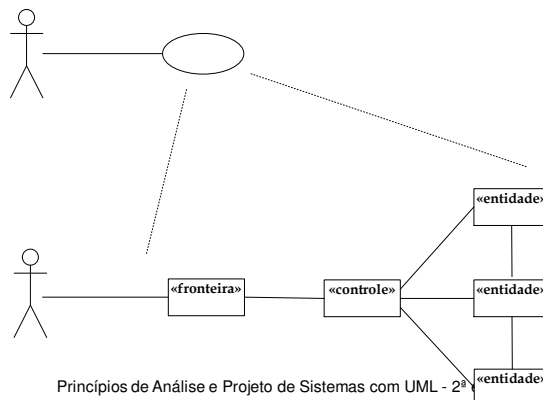 «entidade»
«fronteira»
«controle»
«entidade»
«entidade»
Princípios de Análise e Projeto de Sistemas com UML - 2ª